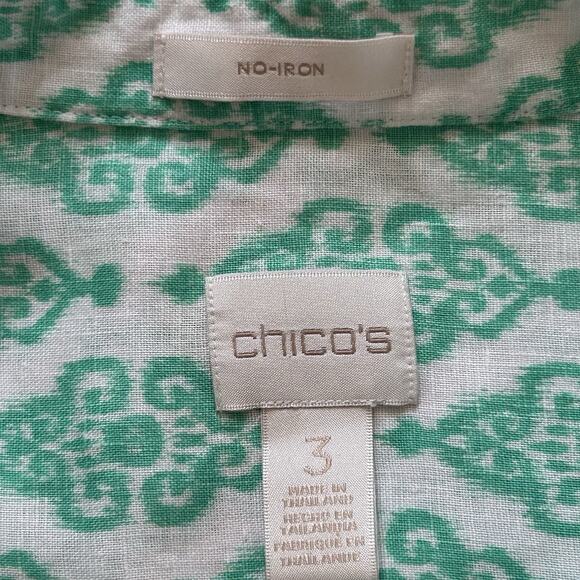 NO-IRON
chico's
3
MADE IN
THAILAND
HECHO EN
TAILANDIA
FABRIQUÉ EN
THAÏLANDE